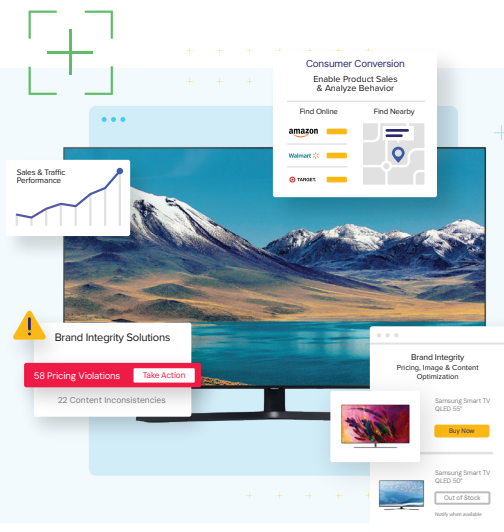 Consumer Conversion
Enable Product Sales
& Analyze Behavior
Find Online
Find Nearby
amazon
Walmart
TARGET
Sales & Traffic
Performance
Brand Integrity Solutions
58 Pricing Violations
Take Action
22 Content Inconsistencies
Brand Integrity
Pricing, Image & Content
Optimization
Samsung Smart TV
QLED 55"
Buy Now
Samsung Smart TV
QLED 50"
Out of Stock
Notify when available